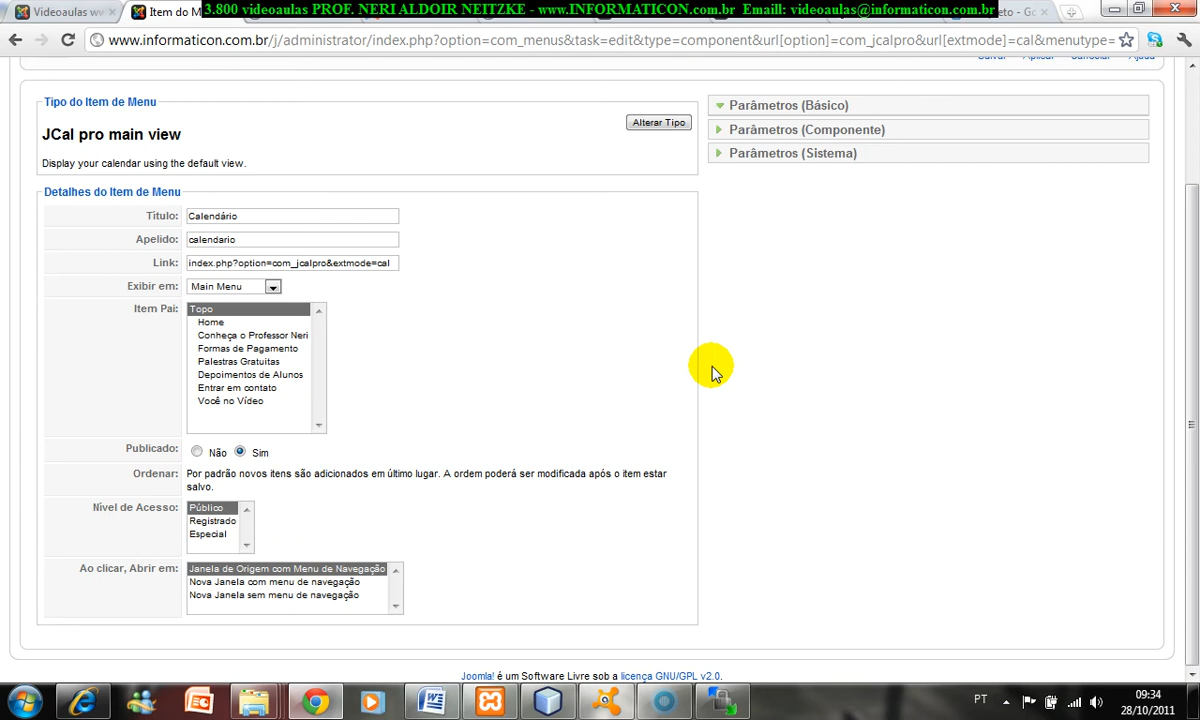 3.800 videoaulas PROF. NERI ALDOIR NEITZKE - www.INFORMATICON.com.br Emaill: videoaulas@informaticon.com.br
Videoaulas ww
Item do M
eto - Go
www.informaticon.com.br/j/administrator/index.php?option=com_menus&task=edit&type=component&url[option]=com_jcalpro&url[extmode]=cal&menutype=
Salvar Aplicar Cancelar Ajuda
Tipo do Item de Menu
JCal pro main view
Alterar Tipo
Display your calendar using the default view.
Parâmetros (Básico)
Parâmetros (Componente)
Parâmetros (Sistema)
Detalhes do Item de Menu
Título: Calendário
Apelido: calendario
Link: index.php?option=com_jcalpro&extmode=cal
Exibir em: Main Menu
Item Pai: Topo
Home
Conheça o Professor Neri
Formas de Pagamento
Palestras Gratuitas
Depoimentos de Alunos
Entrar em contato
Você no Vídeo
Publicado: Não Sim
Ordenar: Por padrão novos itens são adicionados em último lugar. A ordem poderá ser modificada após o item estar
salvo.
Nível de Acesso: Público
Registrado
Especial
Ao clicar, Abrir em: Janela de Origem com Menu de Navegação
Nova Janela com menu de navegação
Nova Janela sem menu de navegação
Joomla! é um Software Livre sob a licença GNU/GPL v2.0.
PT
09:34
28/10/2011